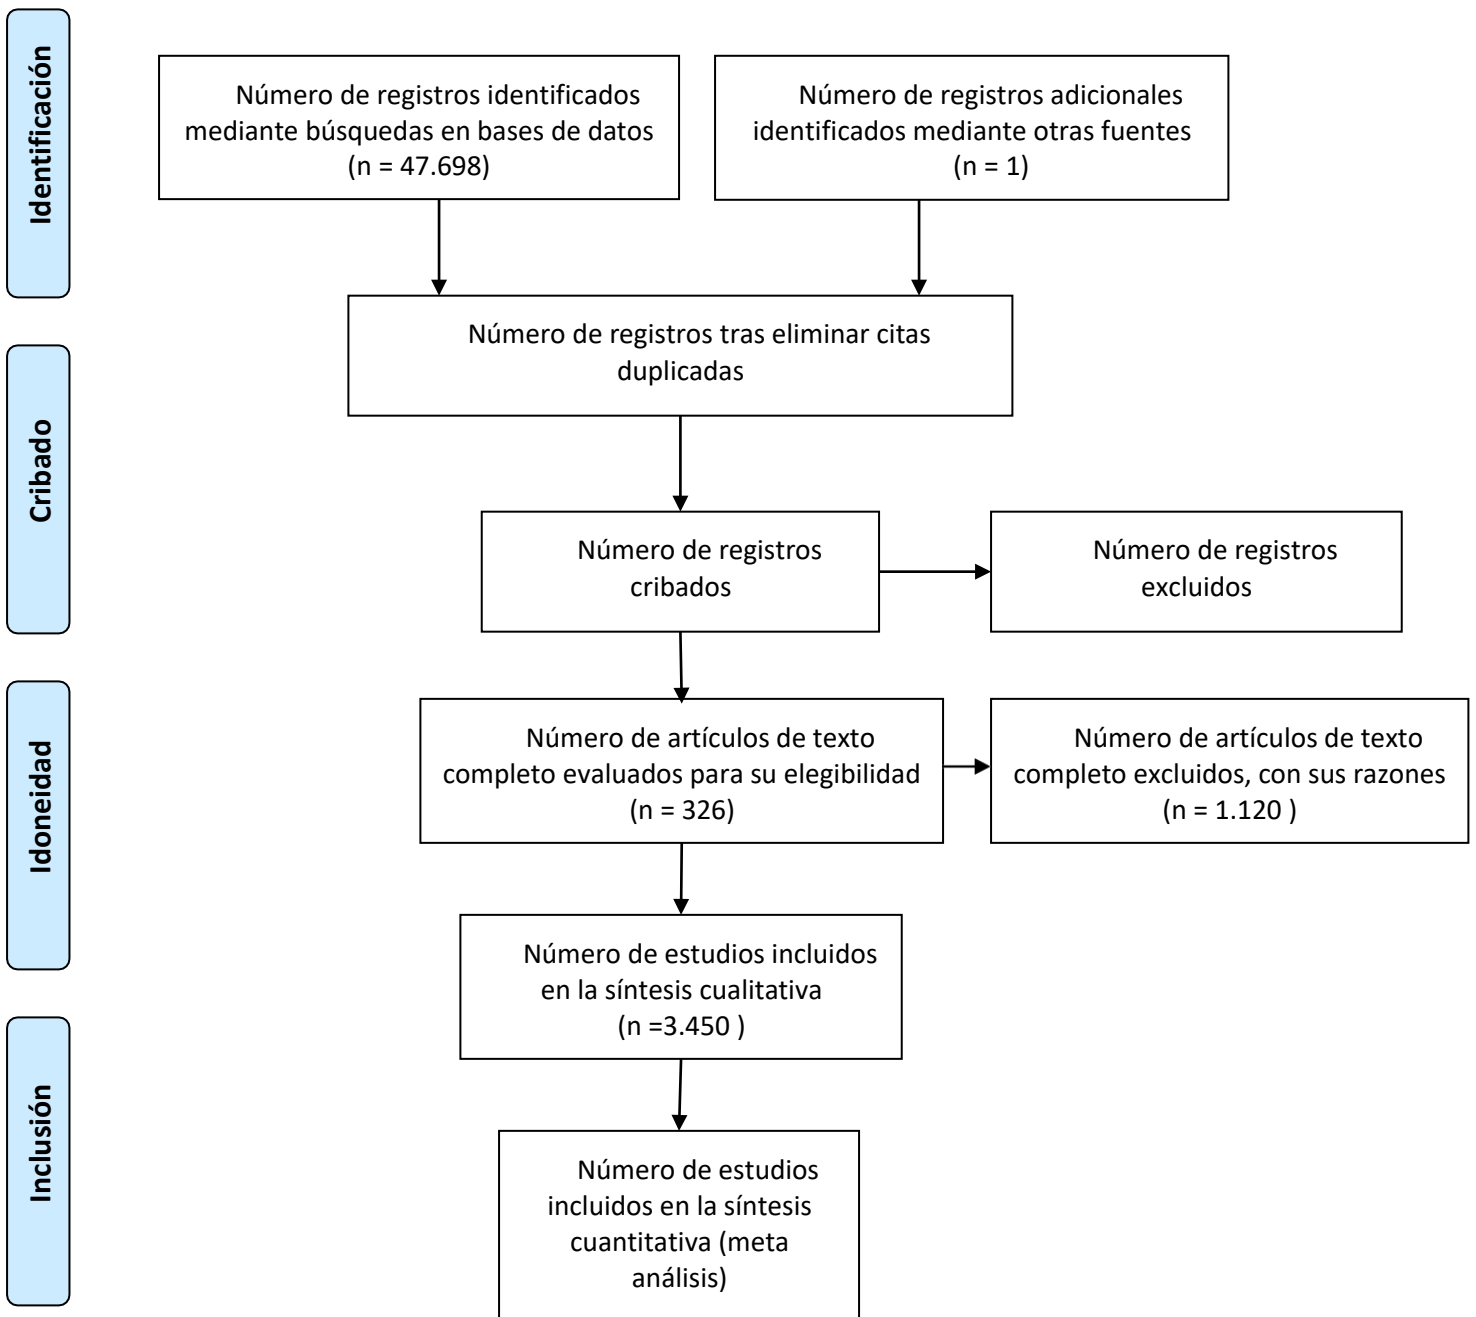 Identificación
Número de registros identificados
mediante búsquedas en bases de datos
(n = 47.698)
Número de registros adicionales
identificados mediante otras fuentes
(n = 1)
Número de registros tras eliminar citas
duplicadas
Cribado
Número de registros
cribados
Número de registros
excluidos
Idoneidad
Número de artículos de texto
completo evaluados para su elegibilidad
(n = 326)
Número de artículos de texto
completo excluidos, con sus razones
(n = 1.120 )
Número de estudios incluidos
en la síntesis cualitativa
(n =3.450 )
Inclusión
Número de estudios
incluidos en la síntesis
cuantitativa (meta
análisis)